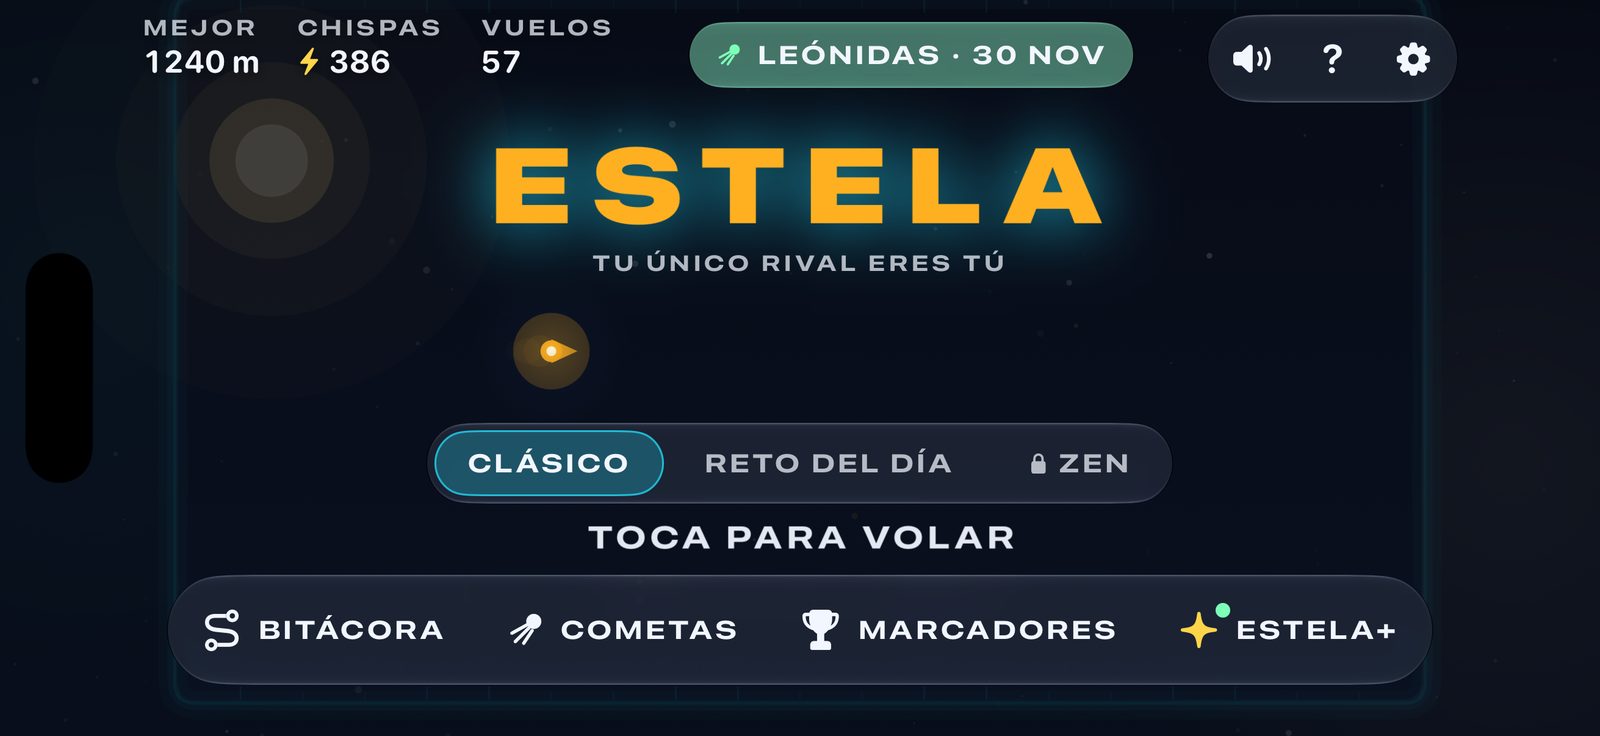 MEJOR CHISPAS VUELOS
1240 m 386 57
LEÓNIDAS · 30 NOV
?
ESTELA
TU ÚNICO RIVAL ERES TÚ
CLÁSICO RETO DEL DÍA ZEN
TOCA PARA VOLAR
BITÁCORA COMETAS MARCADORES ESTELA+